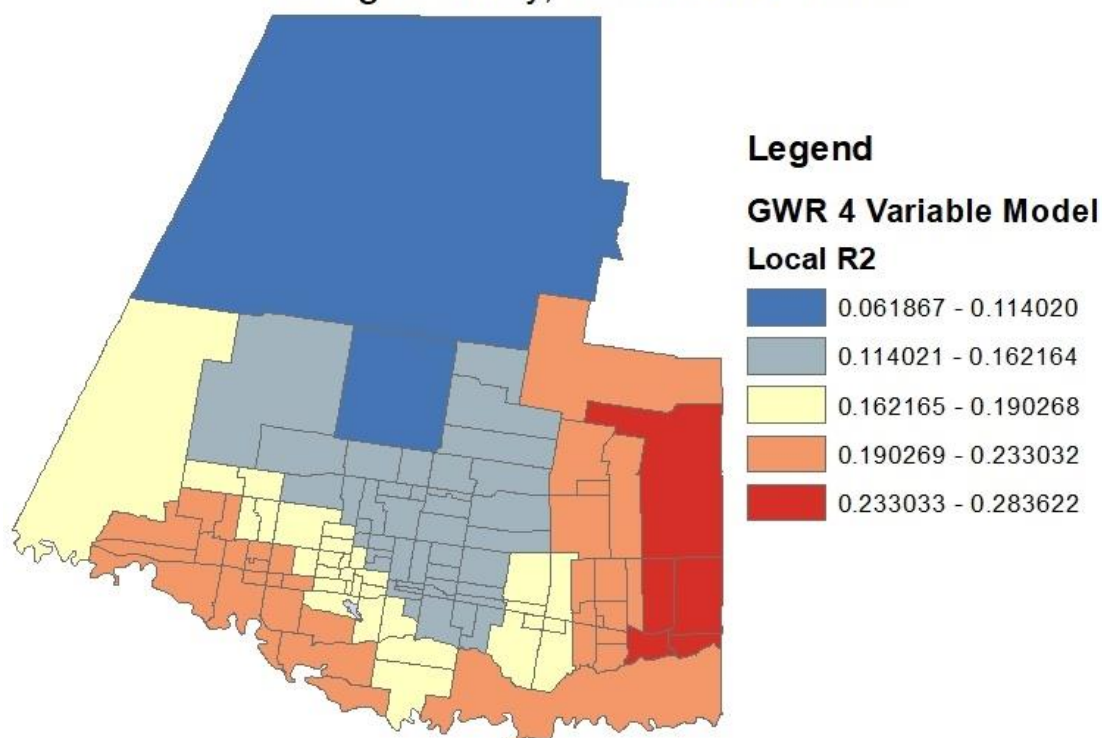 Legend
GWR 4 Variable Model
Local R2
0.061867 - 0.114020
0.114021 - 0.162164
0.162165 - 0.190268
0.190269 - 0.233032
0.233033 - 0.283622